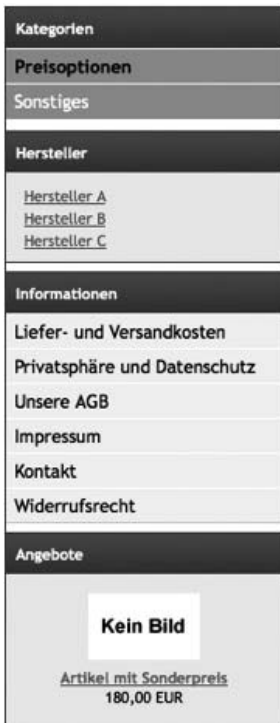 Kategorien
Preisoptionen
Sonstiges
Hersteller
Hersteller A
Hersteller B
Hersteller C
Informationen
Liefer- und Versandkosten
Privatsphäre und Datenschutz
Unsere AGB
Impressum
Kontakt
Widerrufsrecht
Angebote
Kein Bild
Artikel mit Sonderpreis
180,00 EUR